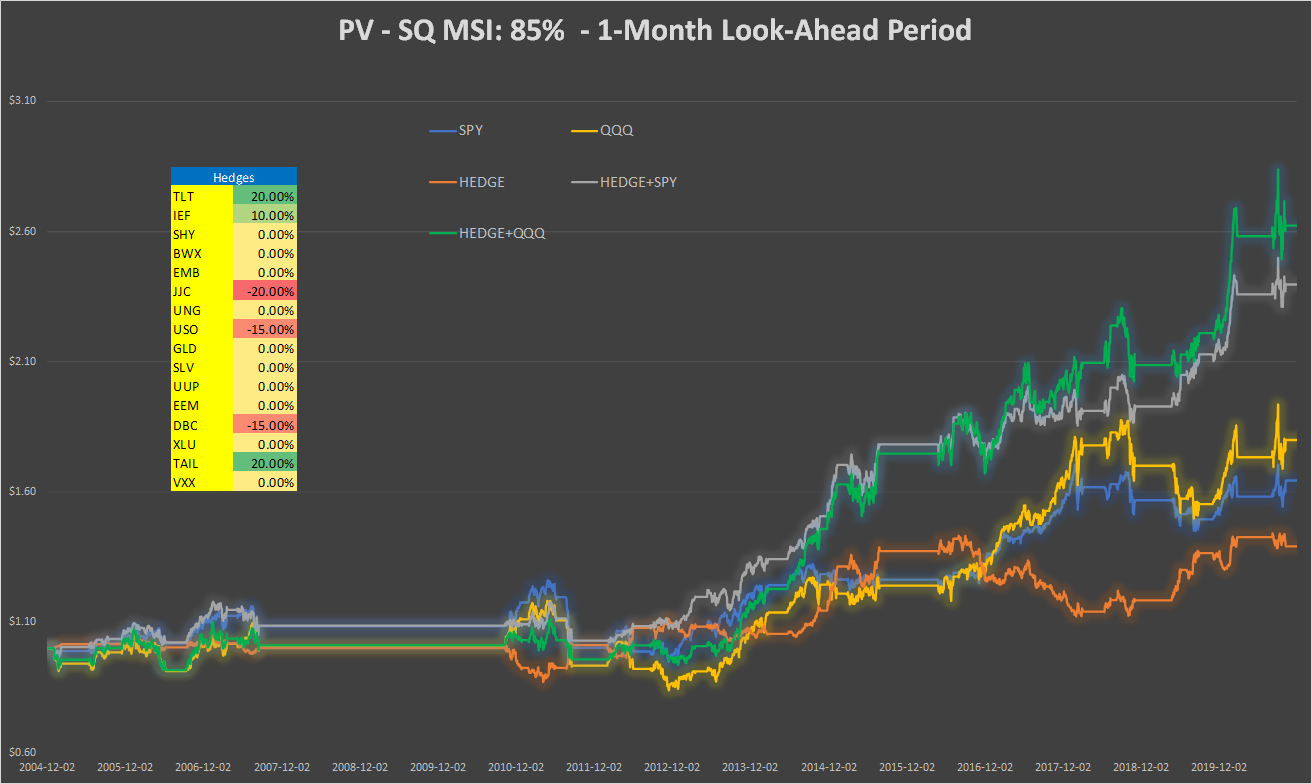 PV - SQ MSI: 85%  - 1-Month Look-Ahead Period
$3.10
$2.60
$2.10
$1.60
$1.10
$0.60
SPY
QQQ
HEDGE
HEDGE+SPY
HEDGE+QQQ
Hedges
TLT 20.00%
IEF 10.00%
SHY 0.00%
BWX 0.00%
EMB 0.00%
JJC -20.00%
UNG 0.00%
USO -15.00%
GLD 0.00%
SLV 0.00%
UUP 0.00%
EEM 0.00%
DBC -15.00%
XLU 0.00%
TAIL 20.00%
VXX 0.00%
2004-12-02 2005-12-02 2006-12-02 2007-12-02 2008-12-02 2009-12-02 2010-12-02 2011-12-02 2012-12-02 2013-12-02 2014-12-02 2015-12-02 2016-12-02 2017-12-02 2018-12-02 2019-12-02